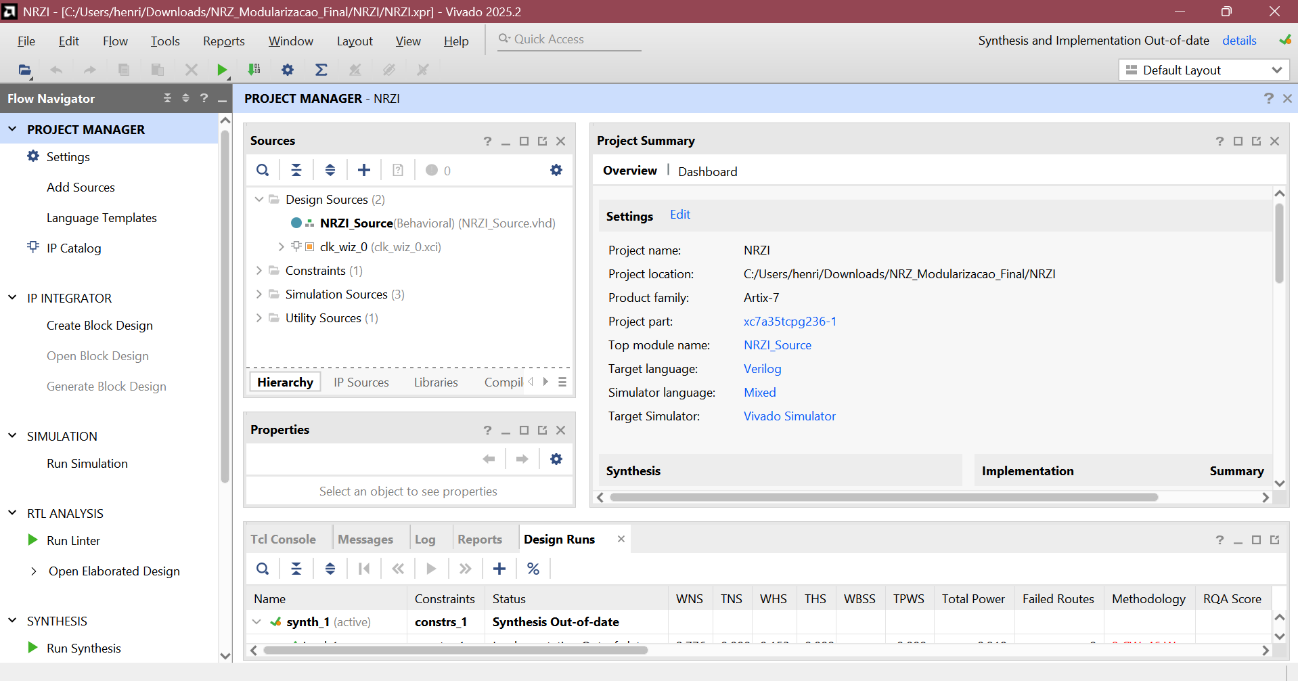 NRZI - [C:/Users/henri/Downloads/NRZ_Modularizacao_Final/NRZI/NRZI.xpr] - Vivado 2025.2
File Edit Flow Tools Reports Window Layout View Help Quick Access
Synthesis and Implementation Out-of-date details
Default Layout
Flow Navigator
PROJECT MANAGER
Settings
Add Sources
Language Templates
IP Catalog
IP INTEGRATOR
Create Block Design
Open Block Design
Generate Block Design
SIMULATION
Run Simulation
RTL ANALYSIS
Run Linter
Open Elaborated Design
SYNTHESIS
Run Synthesis
PROJECT MANAGER - NRZI
Sources
0
Design Sources (2)
NRZI_Source(Behavioral) (NRZI_Source.vhd)
clk_wiz_0 (clk_wiz_0.xci)
Constraints (1)
Simulation Sources (3)
Utility Sources (1)
Hierarchy IP Sources Libraries Compil
Properties
Select an object to see properties
Project Summary
Overview | Dashboard
Settings Edit
Project name: NRZI
Project location: C:/Users/henri/Downloads/NRZ_Modularizacao_Final/NRZI
Product family: Artix-7
Project part: xc7a35tcpg236-1
Top module name: NRZI_Source
Target language: Verilog
Simulator language: Mixed
Target Simulator: Vivado Simulator
Synthesis
Implementation Summary
Tcl Console Messages Log Reports Design Runs
Name Constraints Status WNS TNS WHS THS WBSS TPWS Total Power Failed Routes Methodology RQA Score
synth_1 (active) constrs_1 Synthesis Out-of-date